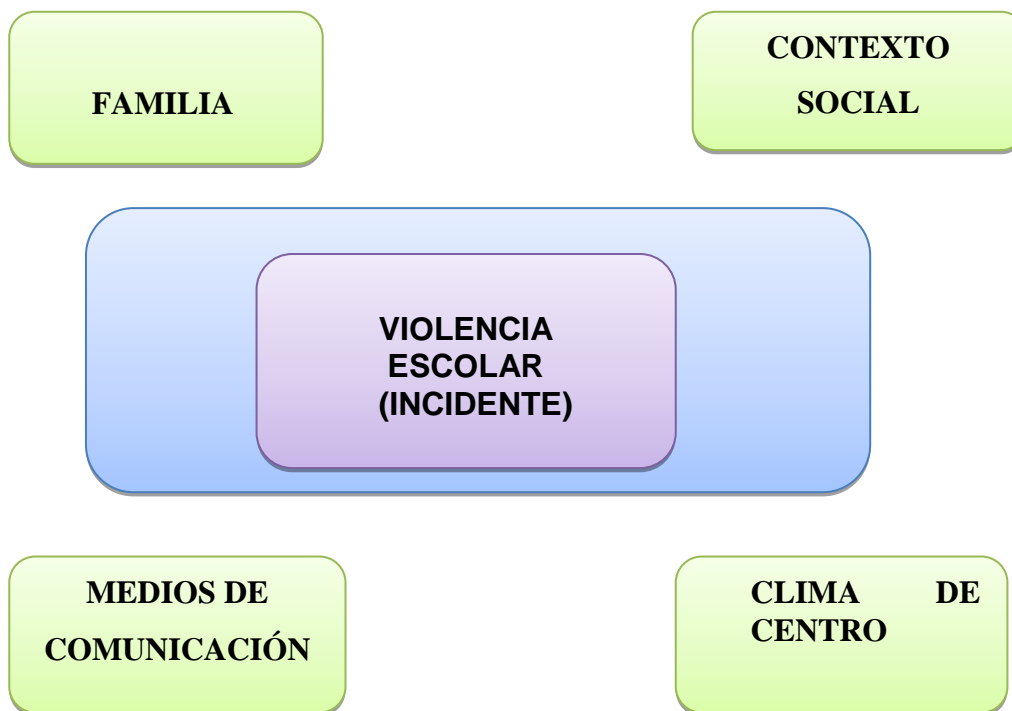 FAMILIA
CONTEXTO
SOCIAL
VIOLENCIA
ESCOLAR
(INCIDENTE)
MEDIOS DE
COMUNICACIÓN
CLIMA DE
CENTRO